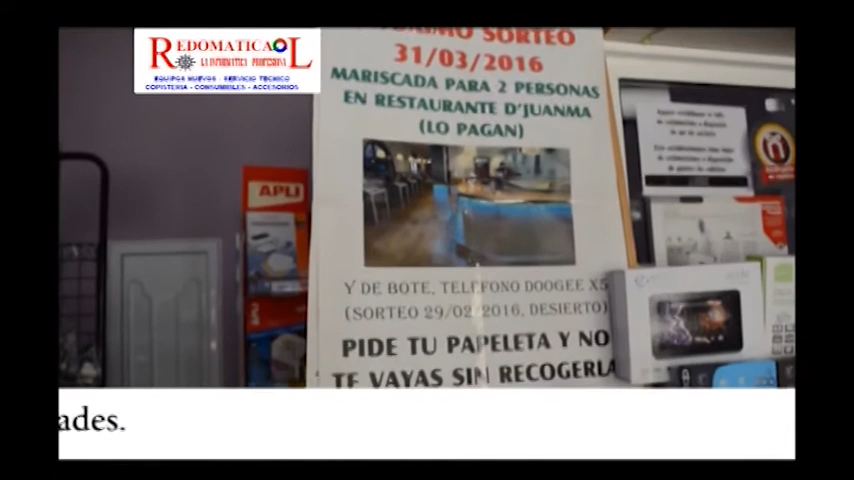 REDOMATICA L
LA INFORMATICA PROFESIONAL
EQUIPOS NUEVOS - SERVICIO TECNICO
COPISTERIA - CONSUMIBLES - ACCESORIOS
SORTEO
31/03/2016
MARISCADA PARA 2 PERSONAS
EN RESTAURANTE D'JUANMA
(LO PAGAN)
APLI
Y DE BOTE, TELEFONO DOOGEE X5
(SORTEO 29/02/2016, DESIERTO)
PIDE TU PAPELETA Y NO
TE VAYAS SIN RECOGERLA
ades.